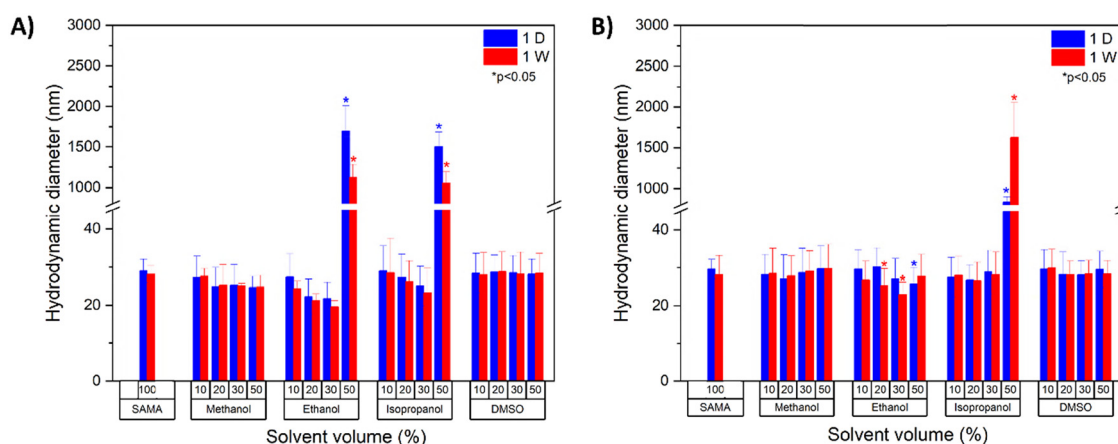 A)
Hydrodynamic diameter (nm)
3000
2500
2000
1500
1000
40
20
0
1 D
1 W
*p<0.05
*
*
*
*
100 10 20 30 50 10 20 30 50 10 20 30 50 10 20 30 50
SAMA Methanol Ethanol Isopropanol DMSO
Solvent volume (%)
B)
Hydrodynamic diameter (nm)
3000
2500
2000
1500
1000
40
20
0
1 D
1 W
*p<0.05
*
*
*
*
*
100 10 20 30 50 10 20 30 50 10 20 30 50 10 20 30 50
SAMA Methanol Ethanol Isopropanol DMSO
Solvent volume (%)